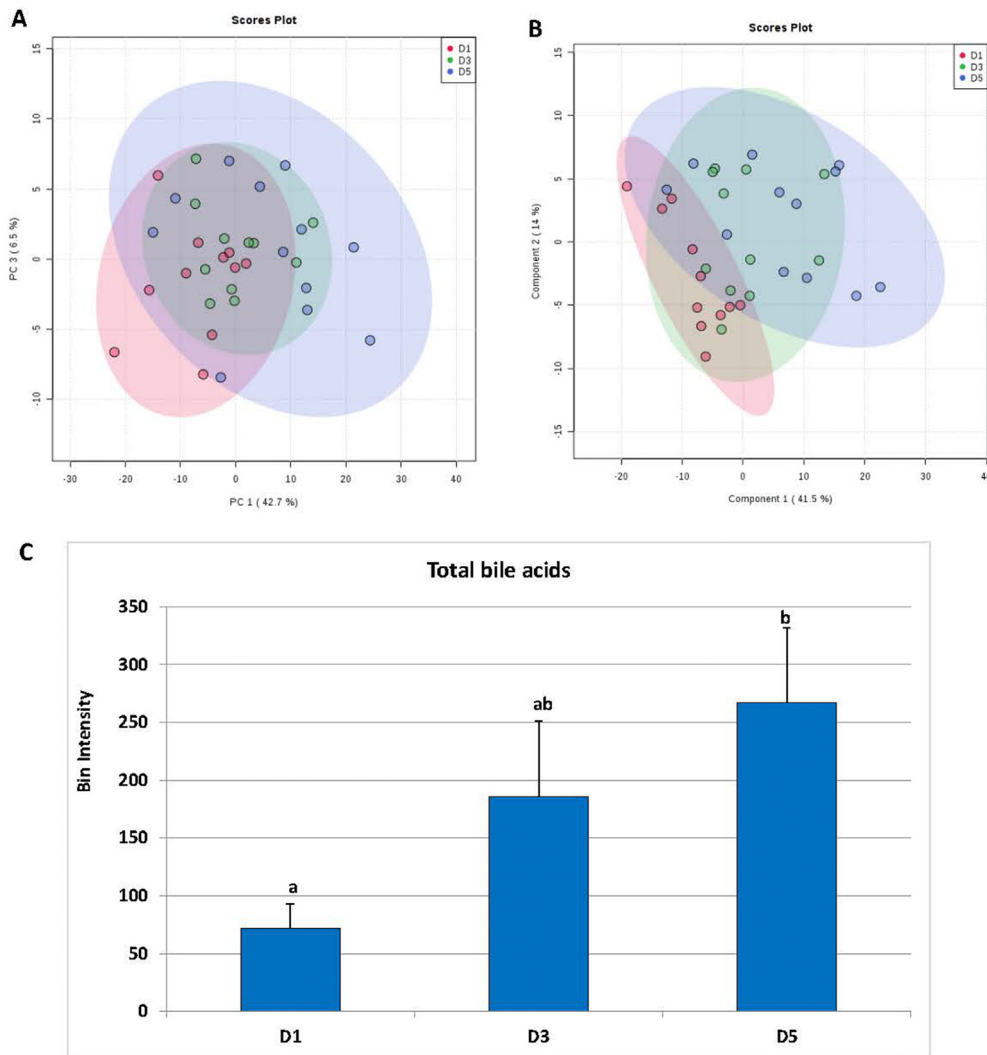 A
Scores Plot
D1
D3
D5
15
10
5
0
-5
-10
PC 3 ( 6.5 %)
-30 -20 -10 0 10 20 30 40
PC 1 ( 42.7 %)
B
Scores Plot
D1
D3
D5
15
10
5
0
-5
-10
-15
Component 2 ( 14 %)
-20 -10 0 10 20 30 40
Component 1 ( 41.5 %)
C
Total bile acids
350
300
250
200
150
100
50
0
Bin Intensity
a
ab
b
D1 D3 D5